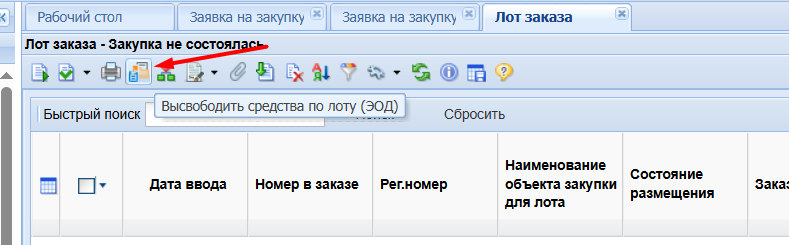 Рабочий стол
Заявка на закупку
Заявка на закупку
Лот заказа
Лот заказа - Закупка не состоялась
Высвободить средства по лоту (ЭОД)
Быстрый поиск
Сбросить
Дата ввода
Номер в заказе
Рег.номер
Наименование
объекта закупки
для лота
Состояние
размещения
Зака